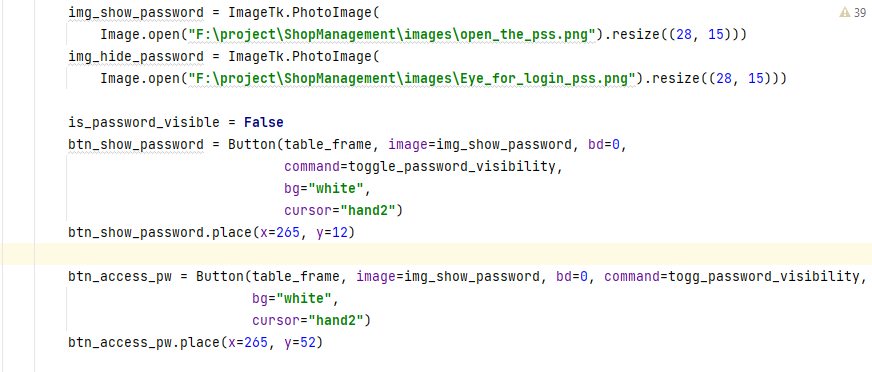 img_show_password = ImageTk.PhotoImage(
    Image.open("F:\project\ShopManagement\images\open_the_pss.png").resize((28, 15)))
img_hide_password = ImageTk.PhotoImage(
    Image.open("F:\project\ShopManagement\images\Eye_for_login_pss.png").resize((28, 15)))
is_password_visible = False
btn_show_password = Button(table_frame, image=img_show_password, bd=0,
                           command=toggle_password_visibility,
                           bg="white",
                           cursor="hand2")
btn_show_password.place(x=265, y=12)
btn_access_pw = Button(table_frame, image=img_show_password, bd=0, command=togg_password_visibility,
                       bg="white",
                       cursor="hand2")
btn_access_pw.place(x=265, y=52)
39